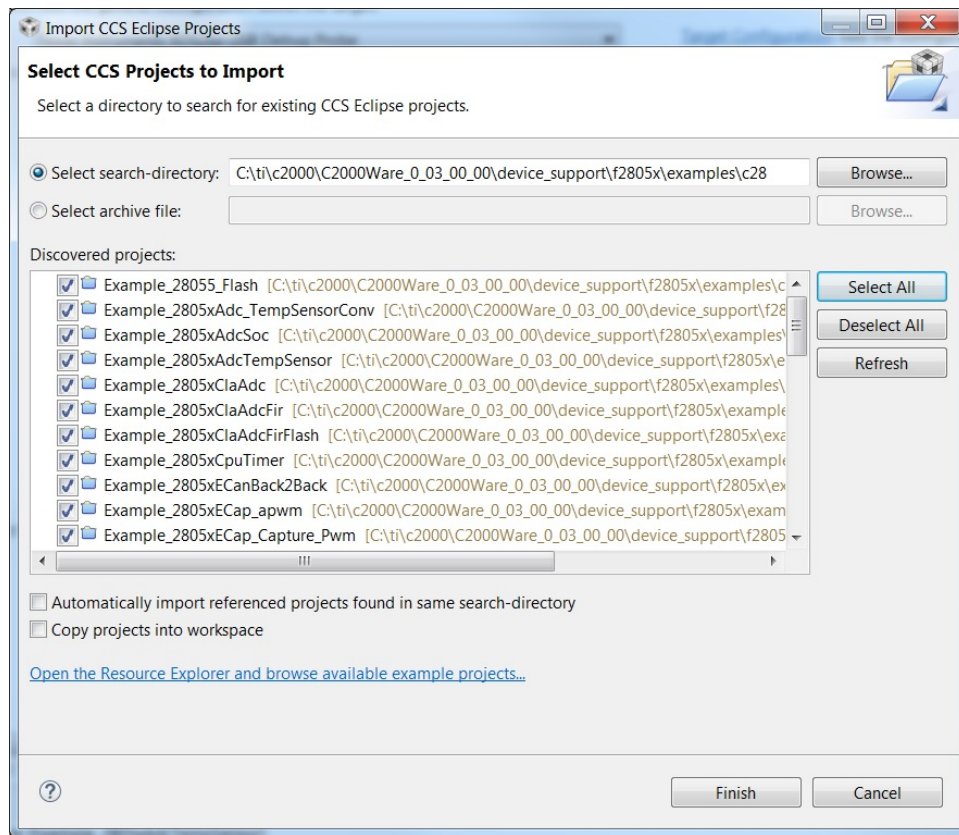 Import CCS Eclipse Projects
Select CCS Projects to Import
Select a directory to search for existing CCS Eclipse projects.
Select search-directory: C:\ti\c2000\C2000Ware_0_03_00_00\device_support\f2805x\examples\c28 Browse...
Select archive file: Browse...
Discovered projects:
Example_28055_Flash [C:\ti\c2000\C2000Ware_0_03_00_00\device_support\f2805x\examples\c Select All
Example_2805xAdc_TempSensorConv [C:\ti\c2000\C2000Ware_0_03_00_00\device_support\f28
Example_2805xAdcSoc [C:\ti\c2000\C2000Ware_0_03_00_00\device_support\f2805x\examples\ Deselect All
Example_2805xAdcTempSensor [C:\ti\c2000\C2000Ware_0_03_00_00\device_support\f2805x\e Refresh
Example_2805xClaAdc [C:\ti\c2000\C2000Ware_0_03_00_00\device_support\f2805x\examples\
Example_2805xClaAdcFir [C:\ti\c2000\C2000Ware_0_03_00_00\device_support\f2805x\example
Example_2805xClaAdcFirFlash [C:\ti\c2000\C2000Ware_0_03_00_00\device_support\f2805x\exa
Example_2805xCpuTimer [C:\ti\c2000\C2000Ware_0_03_00_00\device_support\f2805x\example
Example_2805xECanBack2Back [C:\ti\c2000\C2000Ware_0_03_00_00\device_support\f2805x\ex
Example_2805xECap_apwm [C:\ti\c2000\C2000Ware_0_03_00_00\device_support\f2805x\exam
Example_2805xECap_Capture_Pwm [C:\ti\c2000\C2000Ware_0_03_00_00\device_support\f2805
Automatically import referenced projects found in same search-directory
Copy projects into workspace
Open the Resource Explorer and browse available example projects...
Finish Cancel